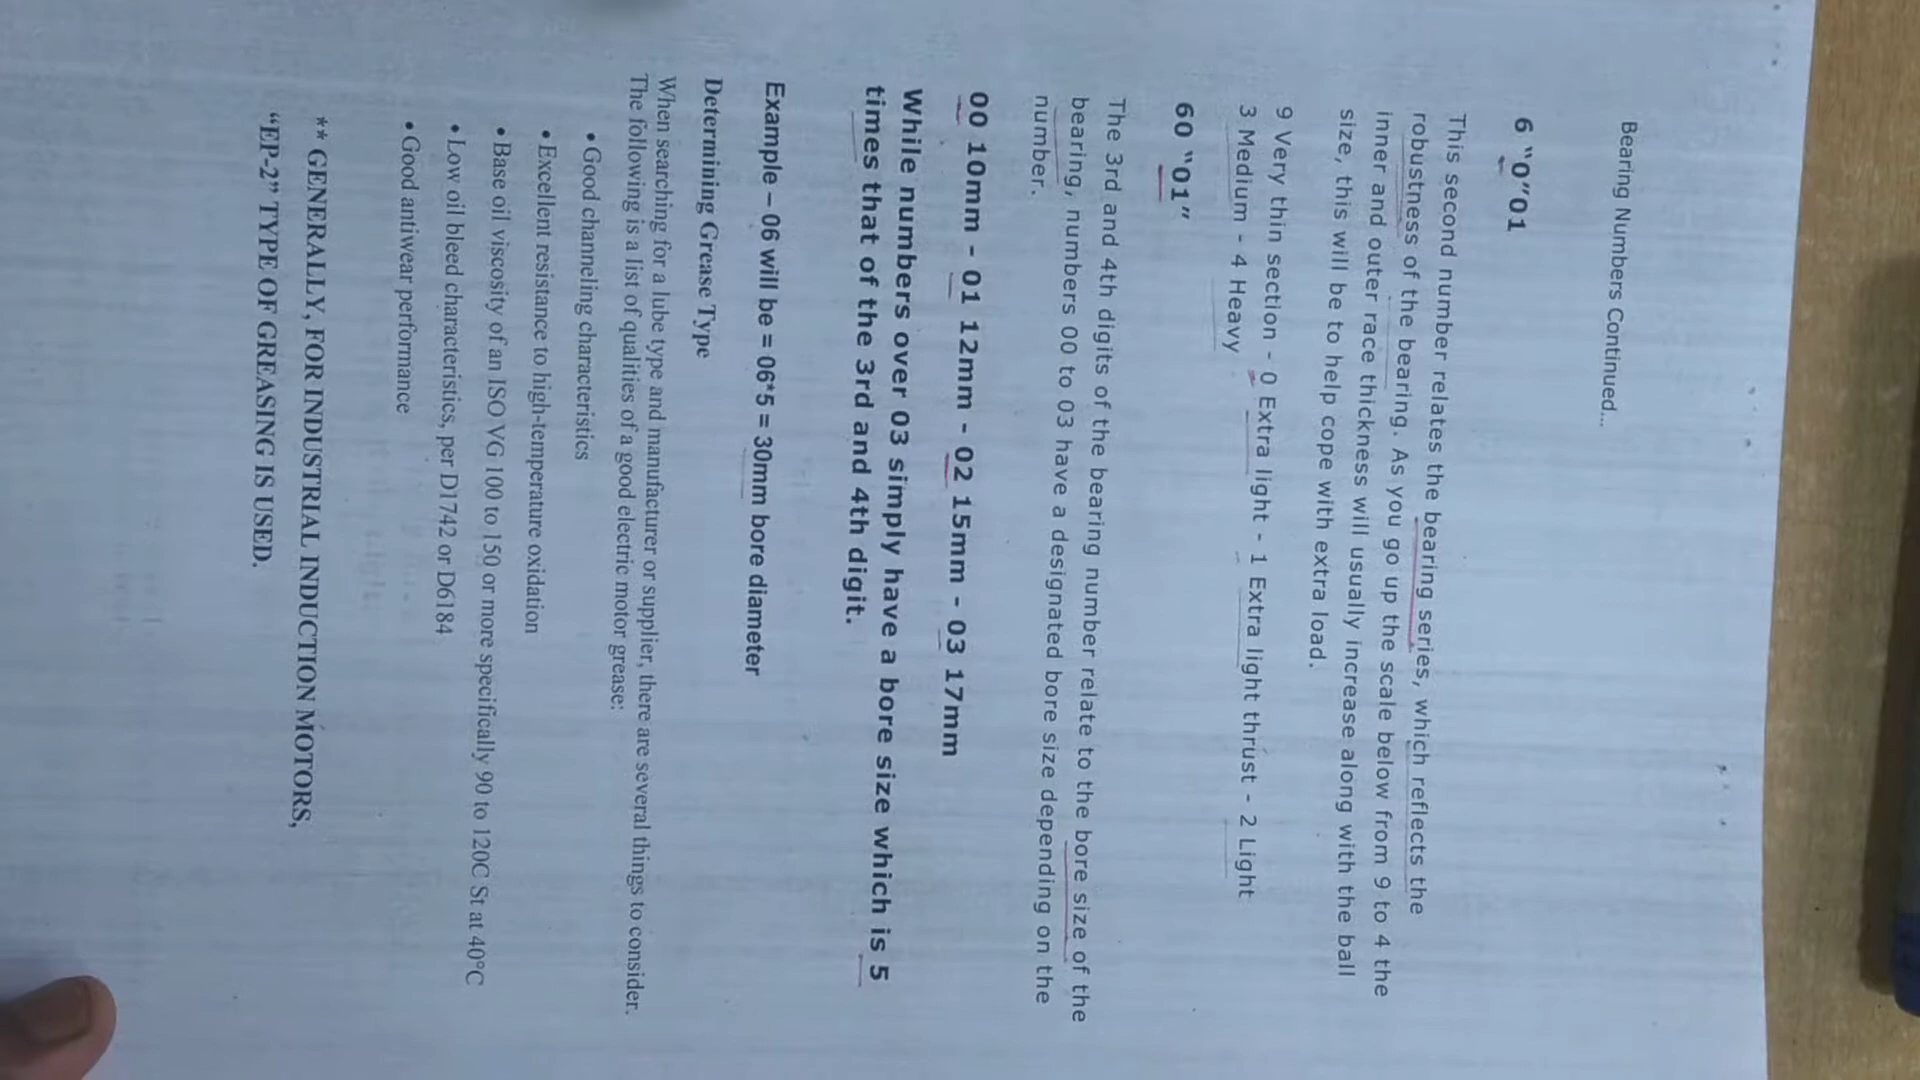 Bearing Numbers Continued...
6 "0"01
This second number relates the bearing series, which reflects the
robustness of the bearing. As you go up the scale below from 9 to 4 the
inner and outer race thickness will usually increase along with the ball
size, this will be to help cope with extra load.
9 Very thin section - 0 Extra light - 1 Extra light thrust - 2 Light
3 Medium - 4 Heavy
60 "01"
The 3rd and 4th digits of the bearing number relate to the bore size of the
bearing, numbers 00 to 03 have a designated bore size depending on the
number.
00 10mm - 01 12mm - 02 15mm - 03 17mm
While numbers over 03 simply have a bore size which is 5
times that of the 3rd and 4th digit.
Example – 06 will be = 06*5 = 30mm bore diameter
Determining Grease Type
When searching for a lube type and manufacturer or supplier, there are several things to consider.
The following is a list of qualities of a good electric motor grease:
• Good channeling characteristics
• Excellent resistance to high-temperature oxidation
• Base oil viscosity of an ISO VG 100 to 150 or more specifically 90 to 120C St at 40°C
• Low oil bleed characteristics, per D1742 or D6184
• Good antiwear performance
** GENERALLY, FOR INDUSTRIAL INDUCTION MOTORS,
“EP-2” TYPE OF GREASING IS USED.